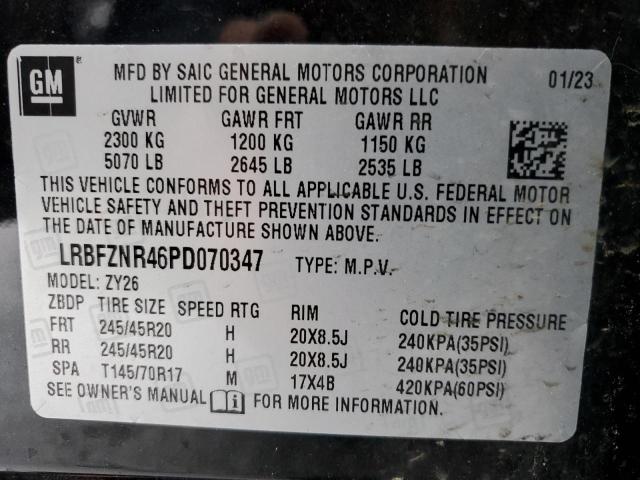 GM
MFD BY SAIC GENERAL MOTORS CORPORATION 01/23
LIMITED FOR GENERAL MOTORS LLC
GVWR GAWR FRT GAWR RR
2300 KG 1200 KG 1150 KG
5070 LB 2645 LB 2535 LB
THIS VEHICLE CONFORMS TO ALL APPLICABLE U.S. FEDERAL MOTOR
VEHICLE SAFETY AND THEFT PREVENTION STANDARDS IN EFFECT ON
THE DATE OF MANUFACTURE SHOWN ABOVE.
LRBFZNR46PD070347 TYPE: M.P.V.
MODEL: ZY26
ZBDP TIRE SIZE SPEED RTG RIM COLD TIRE PRESSURE
FRT 245/45R20 H 20X8.5J 240KPA(35PSI)
RR 245/45R20 H 20X8.5J 240KPA(35PSI)
SPA T145/70R17 M 17X4B 420KPA(60PSI)
SEE OWNER'S MANUAL i FOR MORE INFORMATION.